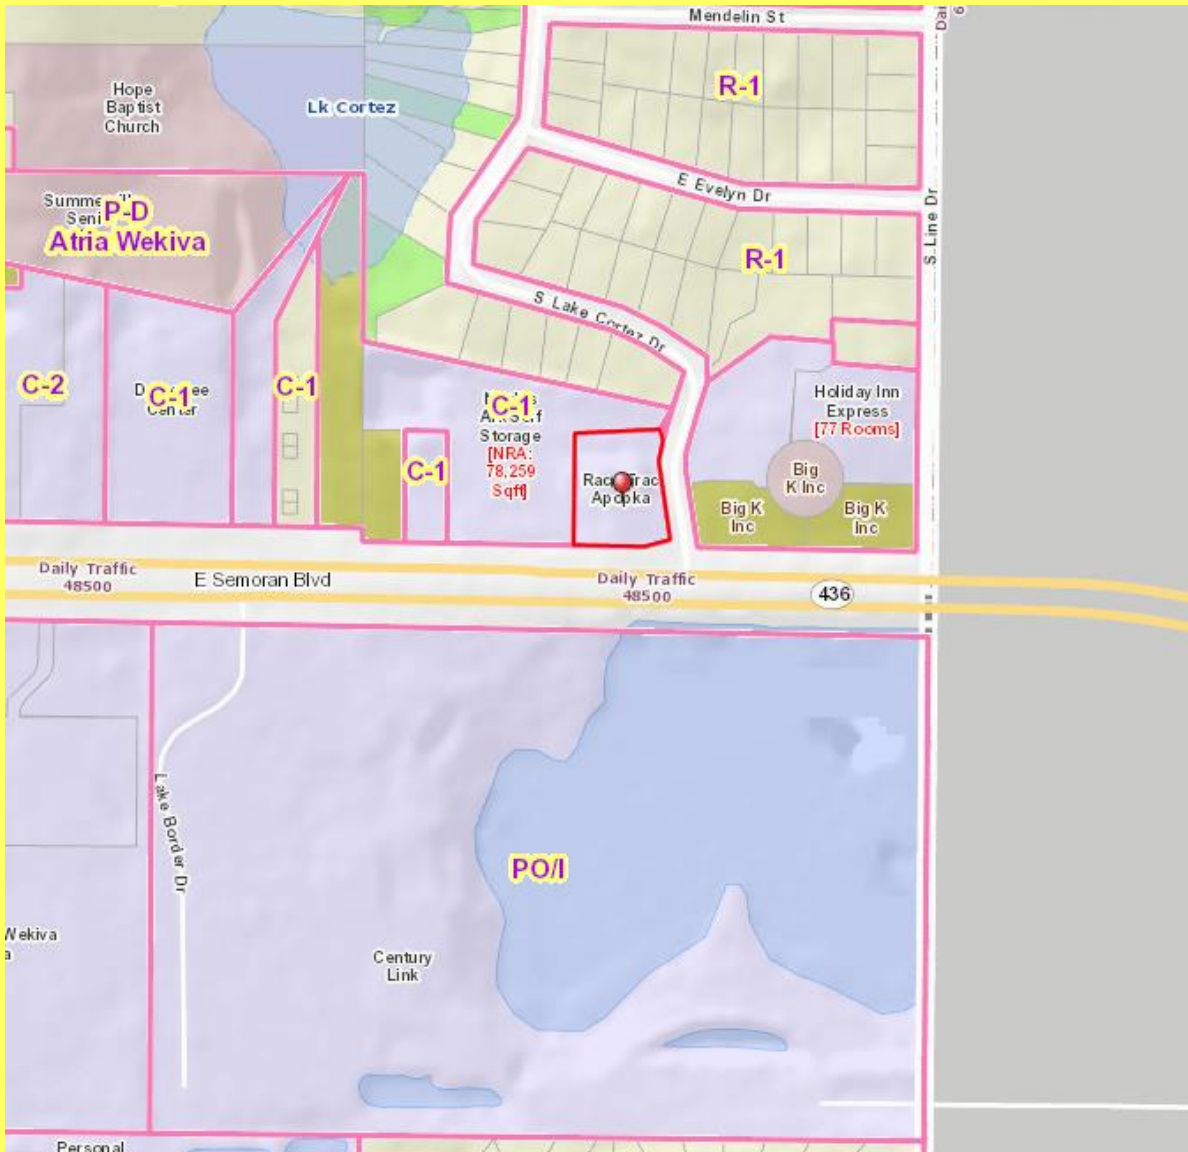 Mendelin St
R-1
Hope
Baptist
Church
Lk Cortez
E Evelyn Dr
S Line Dr
P-D
Atria Wekiva
R-1
S Lake Cortez Dr
C-2
C-1
Center
C-1
C-1
Storage
[NRA:
78,259
Sqft]
C-1
Holiday Inn
Express
[77 Rooms]
Apopka
Big
K Inc
Big K
Inc
Big K
Inc
Daily Traffic
48500
E Semoran Blvd
Daily Traffic
48500
436
Lake Border Dr
PO/I
Wekiva
Century
Link
Personal